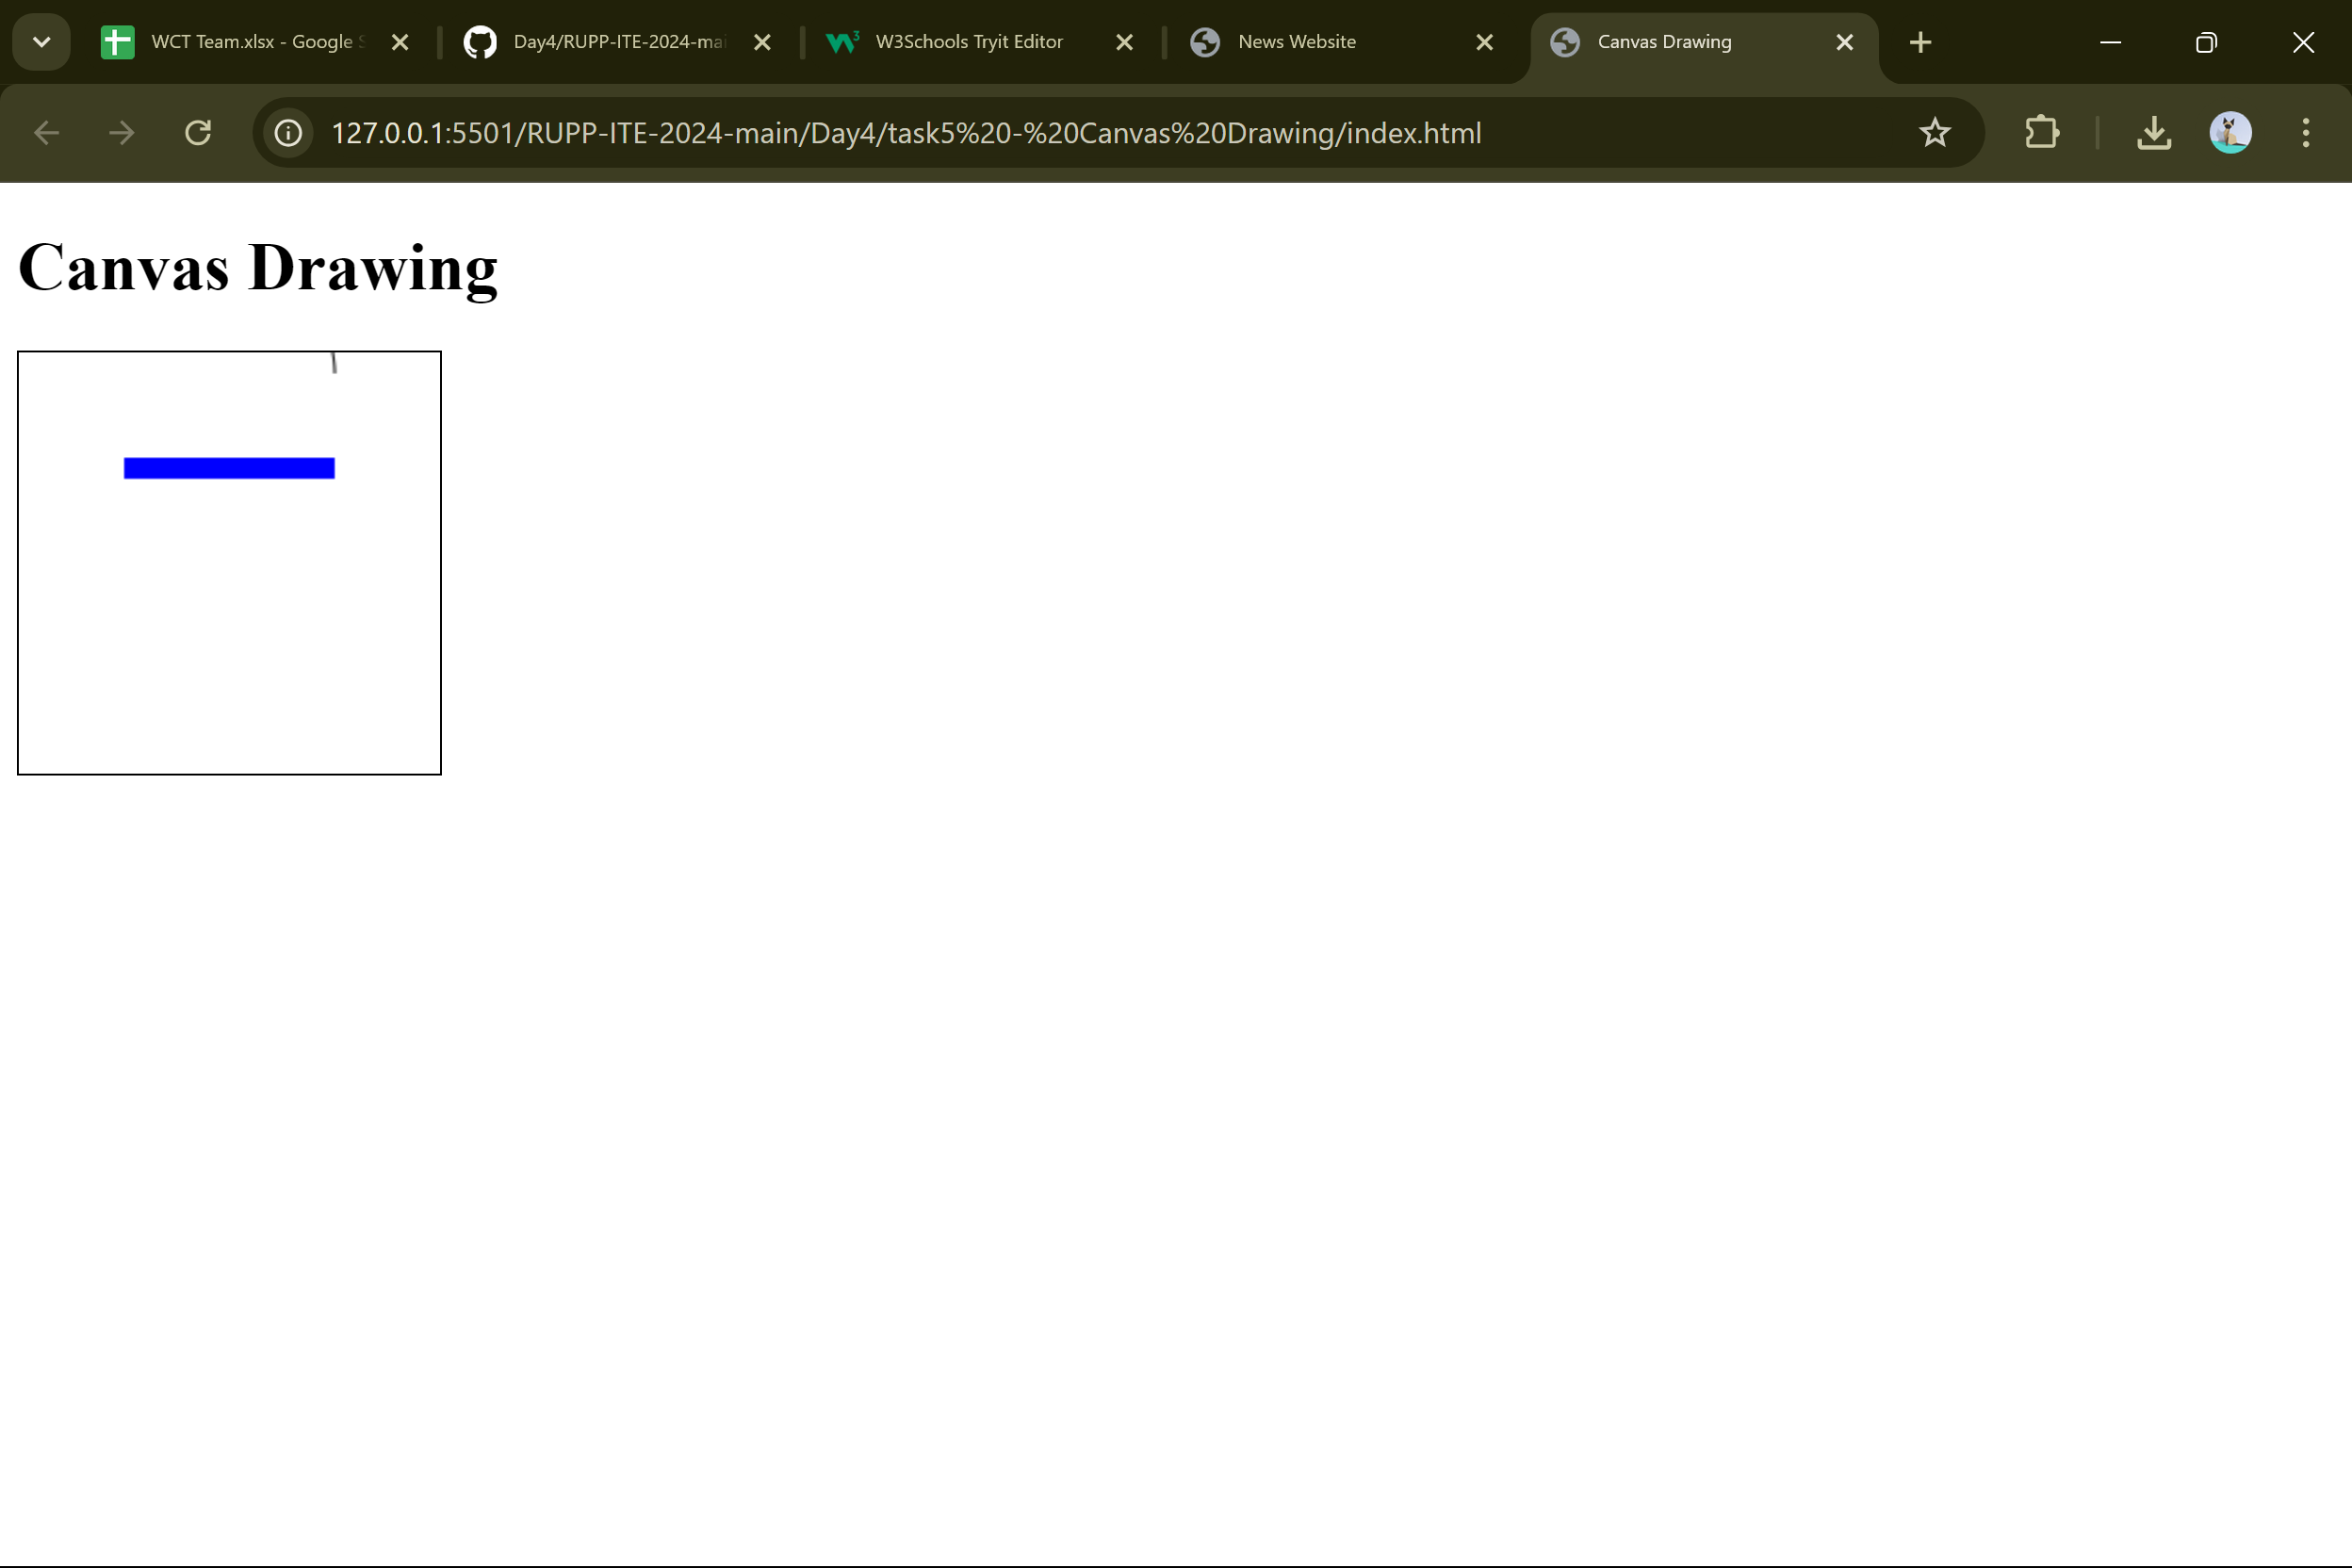 WCT Team.xlsx - Google S
Day4/RUPP-ITE-2024-mai
W3Schools Tryit Editor
News Website
Canvas Drawing
127.0.0.1:5501/RUPP-ITE-2024-main/Day4/task5%20-%20Canvas%20Drawing/index.html
Canvas Drawing